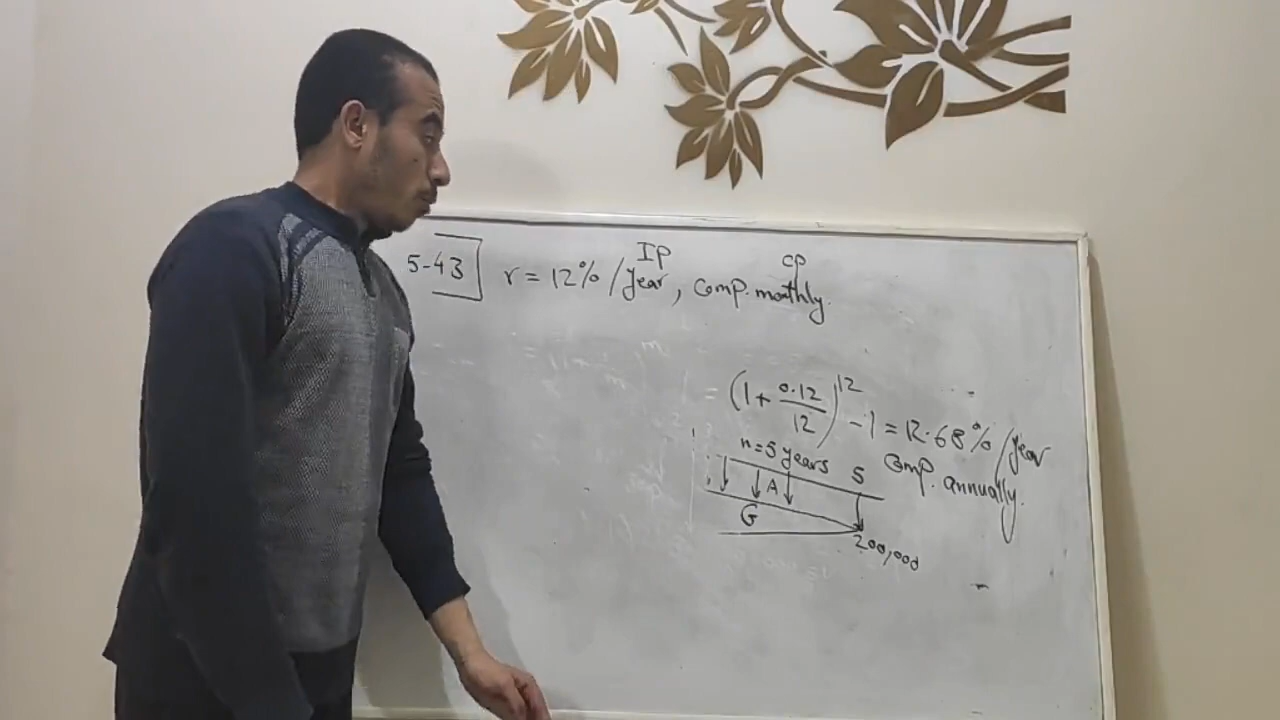 IP CP
5-43 r = 12% / year, comp. monthly.
= (1 + 0.12/12)^12 - 1 = 12.68% / year
comp. annually.
n = 5 years 5
A
G
200,000